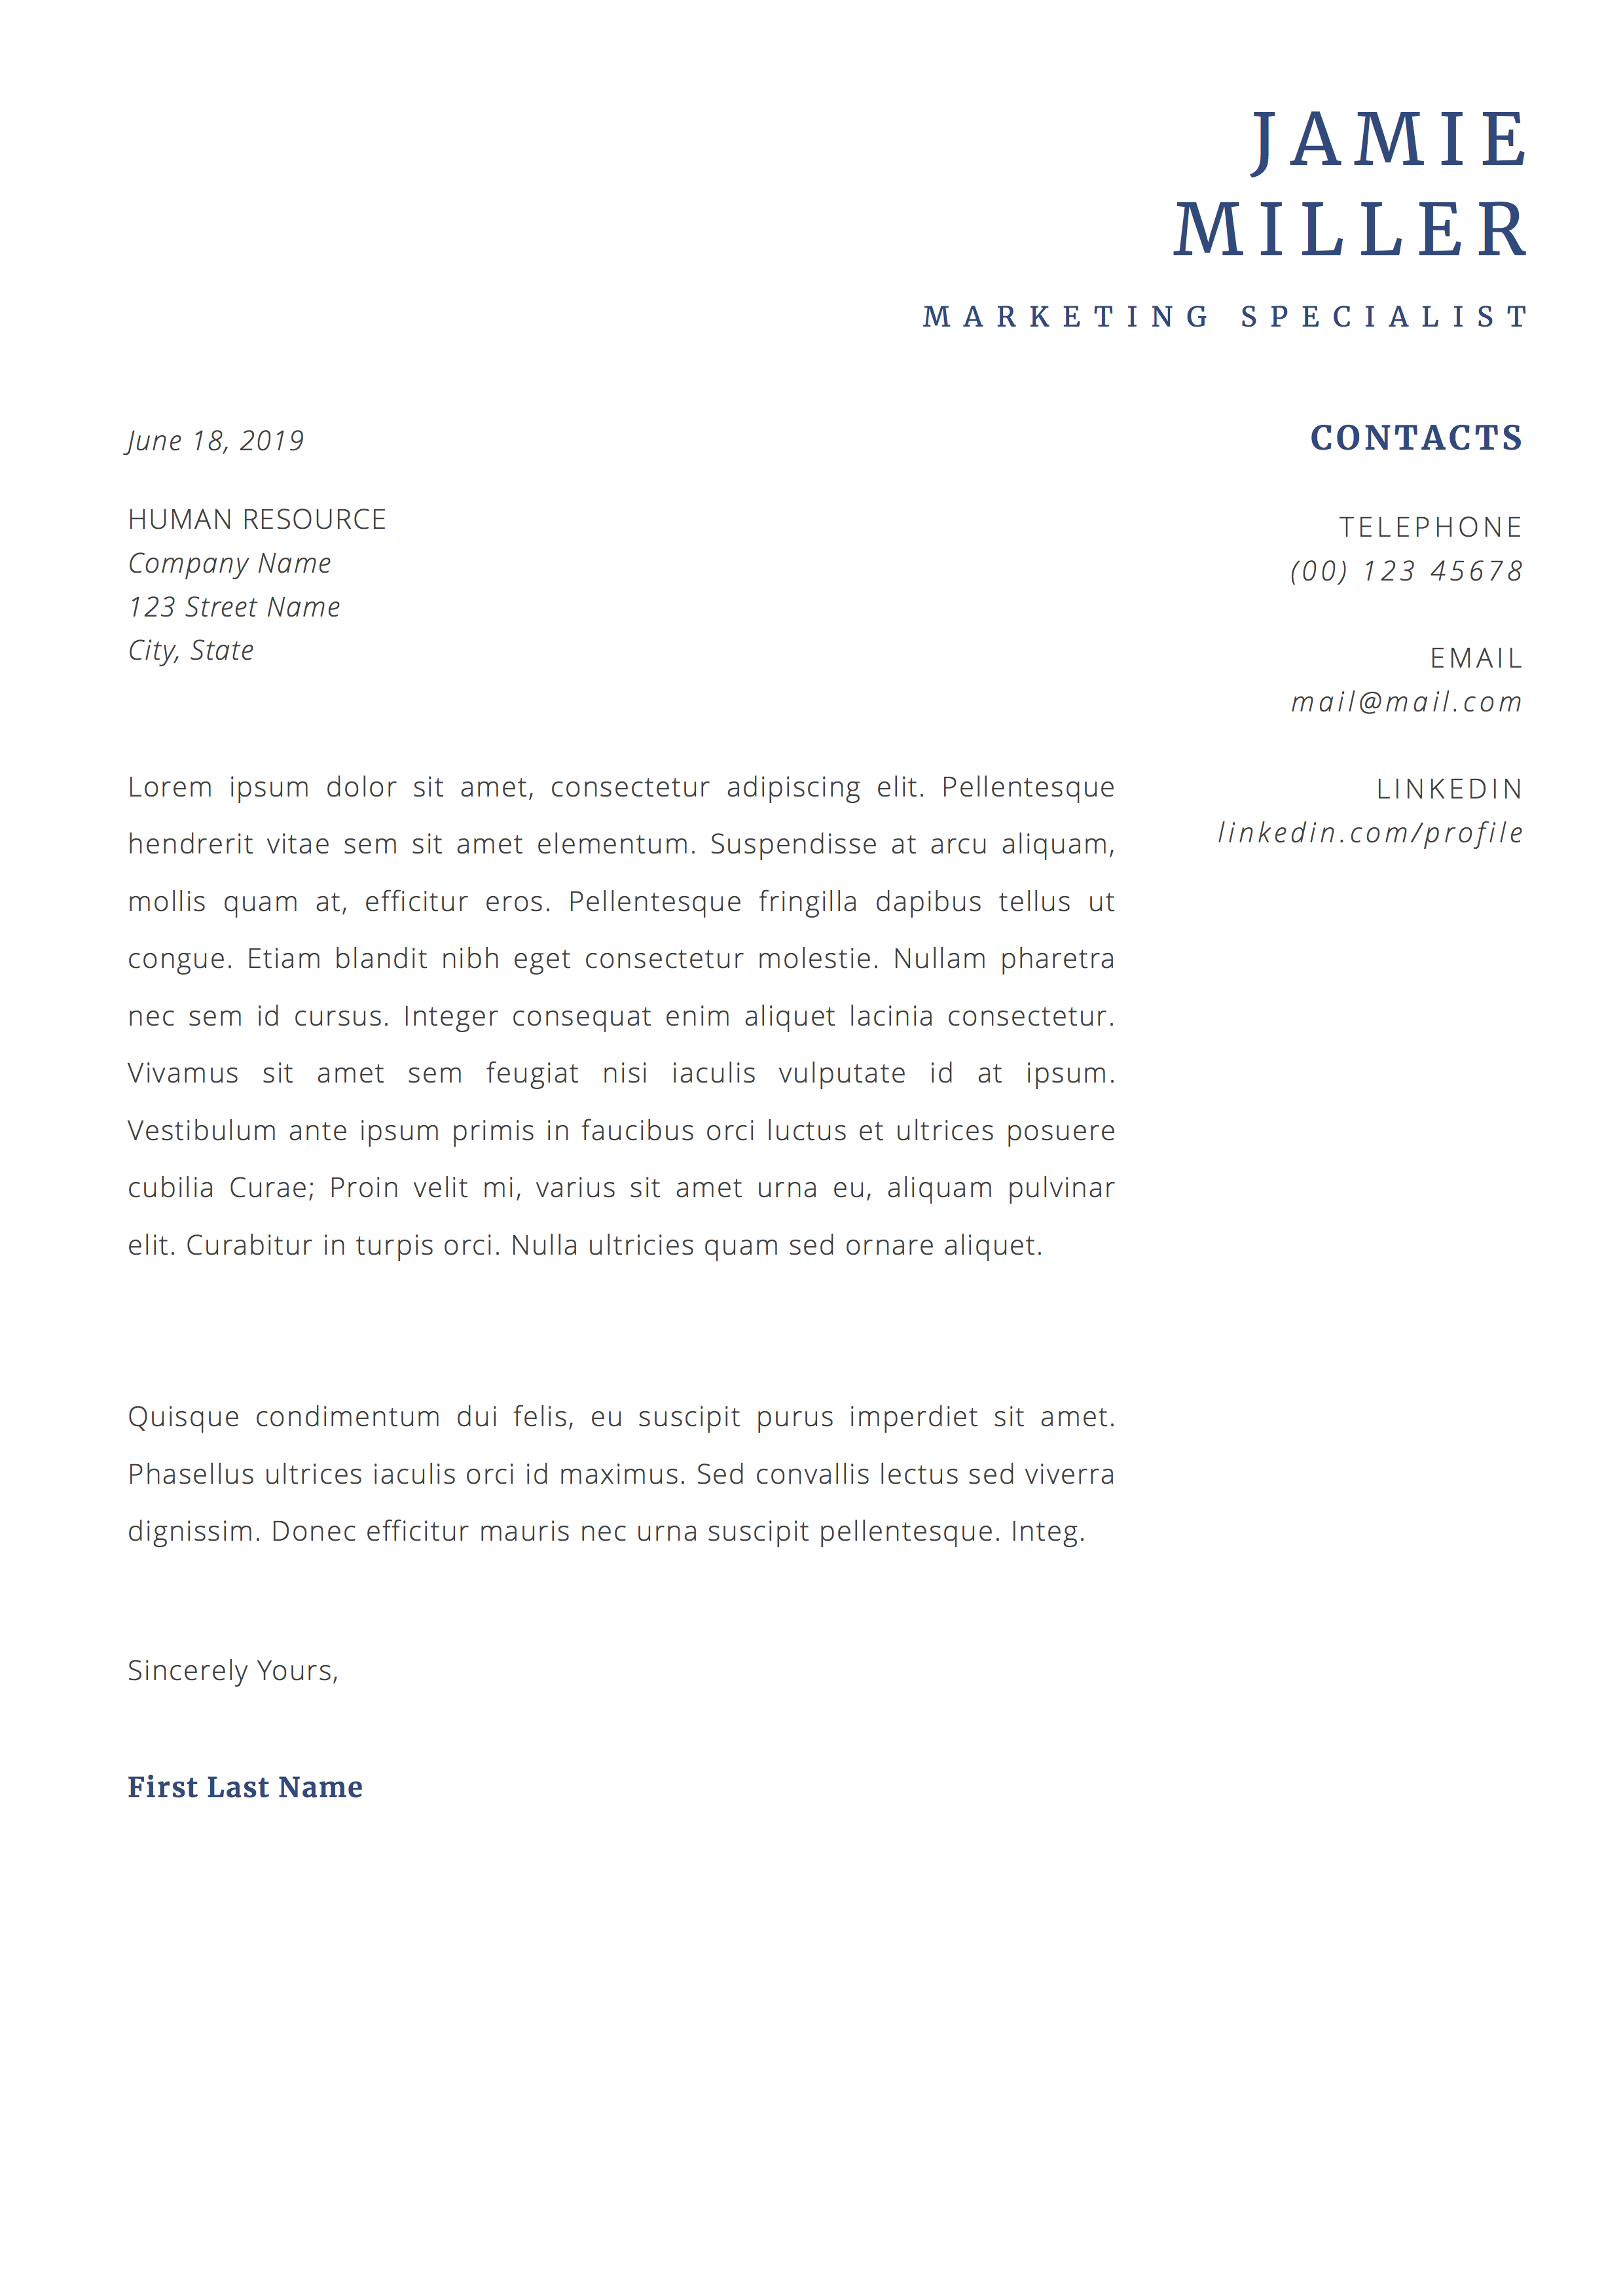 JAMIE
MILLER
MARKETING SPECIALIST
June 18, 2019
HUMAN RESOURCE
Company Name
123 Street Name
City, State
CONTACTS
TELEPHONE
(00) 123 45678
EMAIL
mail@mail.com
LINKEDIN
linkedin.com/profile
Lorem ipsum dolor sit amet, consectetur adipiscing elit. Pellentesque
hendrerit vitae sem sit amet elementum. Suspendisse at arcu aliquam,
mollis quam at, efficitur eros. Pellentesque fringilla dapibus tellus ut
congue. Etiam blandit nibh eget consectetur molestie. Nullam pharetra
nec sem id cursus. Integer consequat enim aliquet lacinia consectetur.
Vivamus sit amet sem feugiat nisi iaculis vulputate id at ipsum.
Vestibulum ante ipsum primis in faucibus orci luctus et ultrices posuere
cubilia Curae; Proin velit mi, varius sit amet urna eu, aliquam pulvinar
elit. Curabitur in turpis orci. Nulla ultricies quam sed ornare aliquet.
Quisque condimentum dui felis, eu suscipit purus imperdiet sit amet.
Phasellus ultrices iaculis orci id maximus. Sed convallis lectus sed viverra
dignissim. Donec efficitur mauris nec urna suscipit pellentesque. Integ.
Sincerely Yours,
First Last Name